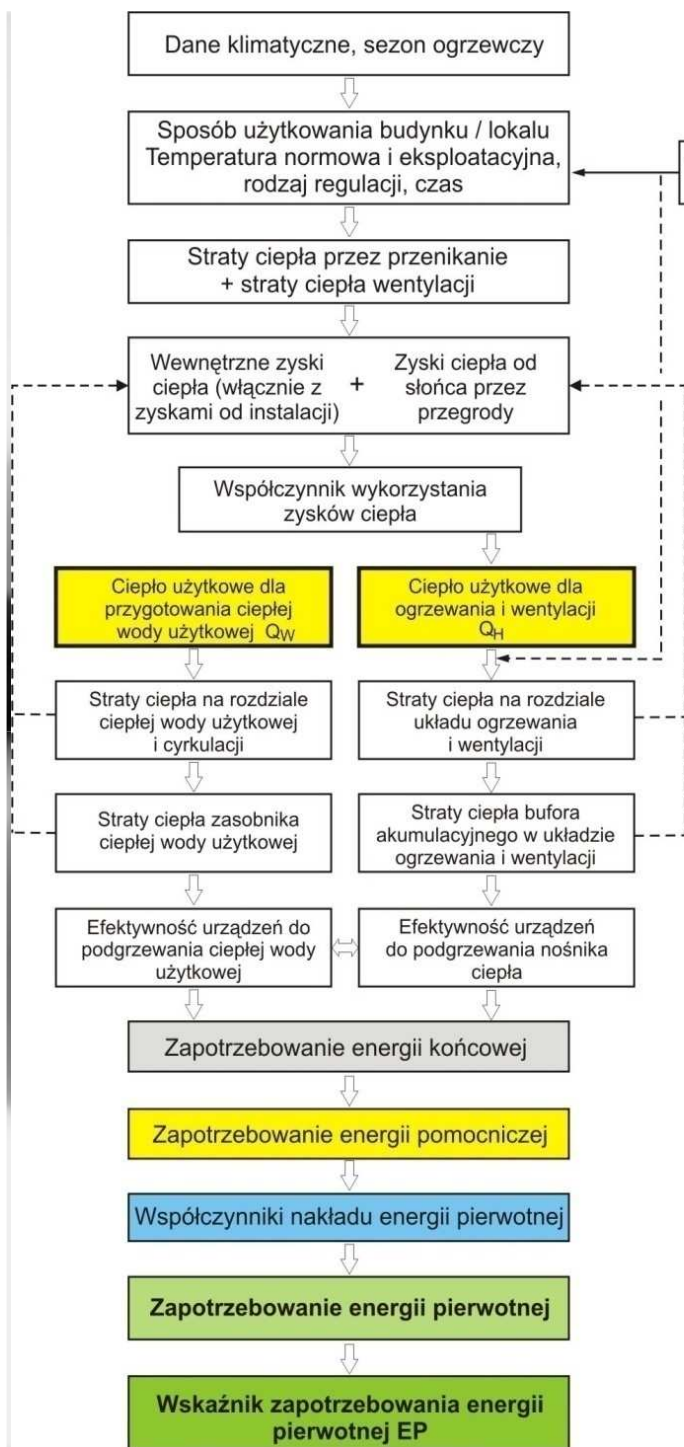 Dane klimatyczne, sezon ogrzewczy
Sposób użytkowania budynku / lokalu
Temperatura normowa i eksploatacyjna,
rodzaj regulacji, czas
Straty ciepła przez przenikanie
+ straty ciepła wentylacji
Wewnętrzne zyski
ciepła (włącznie z
zyskami od instalacji)
+
Zyski ciepła od
słońca przez
przegrody
Współczynnik wykorzystania
zysków ciepła
Ciepło użytkowe dla
przygotowania ciepłej
wody użytkowej QW
Ciepło użytkowe dla
ogrzewania i wentylacji
QH
Straty ciepła na rozdziale
ciepłej wody użytkowej
i cyrkulacji
Straty ciepła na rozdziale
układu ogrzewania
i wentylacji
Straty ciepła zasobnika
ciepłej wody użytkowej
Straty ciepła bufora
akumulacyjnego w układzie
ogrzewania i wentylacji
Efektywność urządzeń do
podgrzewania ciepłej wody
użytkowej
Efektywność urządzeń
do podgrzewania nośnika
ciepła
Zapotrzebowanie energii końcowej
Zapotrzebowanie energii pomocniczej
Współczynniki nakładu energii pierwotnej
Zapotrzebowanie energii pierwotnej
Wskaźnik zapotrzebowania energii
pierwotnej EP